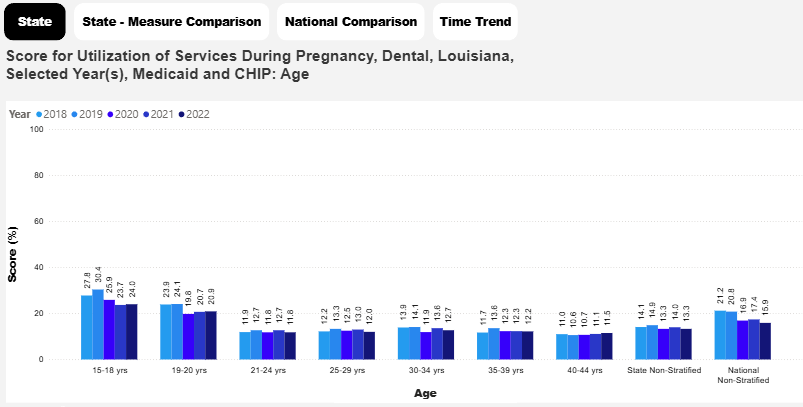 State
State - Measure Comparison
National Comparison
Time Trend
Score for Utilization of Services During Pregnancy, Dental, Louisiana,
Selected Year(s), Medicaid and CHIP: Age
Year 2018 2019 2020 2021 2022
100
80
60
40
20
0
Score (%)
27.8 30.4 25.9 23.7 24.0
23.9 24.1 19.8 20.7 20.9
11.9 12.7 11.8 12.7 11.8
12.2 13.3 12.5 13.0 12.0
13.9 14.1 11.9 13.6 12.7
11.7 13.6 12.3 12.3 12.2
11.0 10.6 10.7 11.1 11.5
14.1 14.9 13.3 14.0 13.3
21.2 20.8 16.9 17.4 15.9
15-18 yrs
19-20 yrs
21-24 yrs
25-29 yrs
30-34 yrs
35-39 yrs
40-44 yrs
State Non-Stratified
National
Non-Stratified
Age